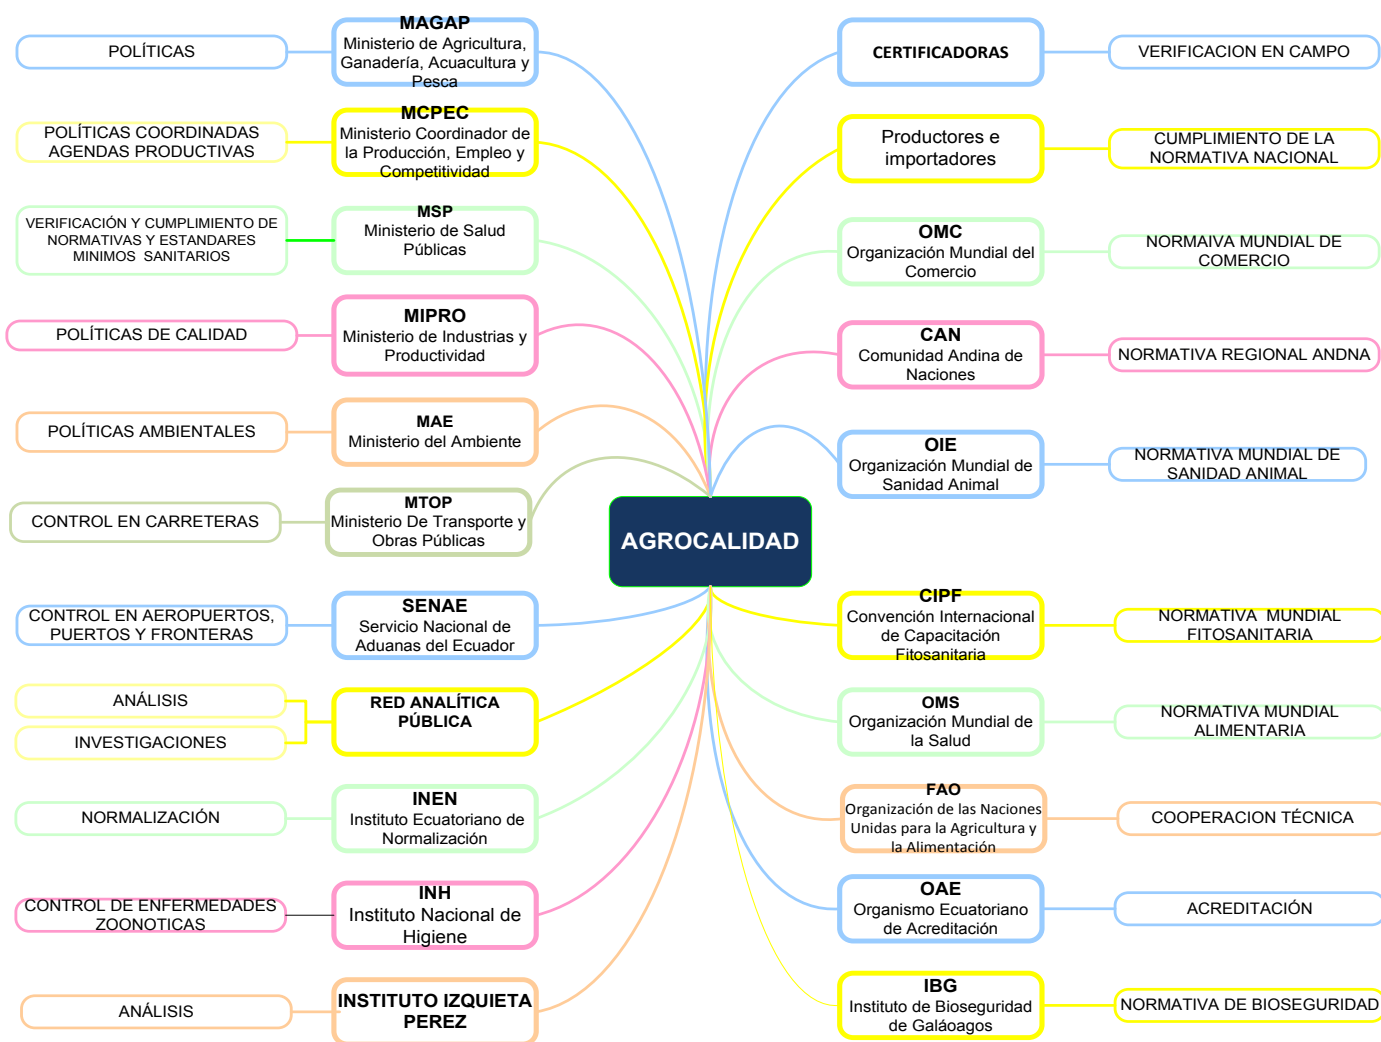 POLÍTICAS
MAGAP
Ministerio de Agricultura,
Ganadería, Acuacultura y
Pesca
POLÍTICAS COORDINADAS
AGENDAS PRODUCTIVAS
MCPEC
Ministerio Coordinador de
la Producción, Empleo y
Competitividad
VERIFICACIÓN Y CUMPLIMIENTO DE
NORMATIVAS Y ESTANDARES
MINIMOS SANITARIOS
MSP
Ministerio de Salud
Públicas
POLÍTICAS DE CALIDAD
MIPRO
Ministerio de Industrias y
Productividad
POLÍTICAS AMBIENTALES
MAE
Ministerio del Ambiente
CONTROL EN CARRETERAS
MTOP
Ministerio De Transporte y
Obras Públicas
CONTROL EN AEROPUERTOS,
PUERTOS Y FRONTERAS
SENAE
Servicio Nacional de
Aduanas del Ecuador
ANÁLISIS
INVESTIGACIONES
RED ANALÍTICA
PÚBLICA
NORMALIZACIÓN
INEN
Instituto Ecuatoriano de
Normalización
CONTROL DE ENFERMEDADES
ZOONOTICAS
INH
Instituto Nacional de
Higiene
ANÁLISIS
INSTITUTO IZQUIETA
PEREZ
AGROCALIDAD
CERTIFICADORAS
VERIFICACION EN CAMPO
Productores e
importadores
CUMPLIMIENTO DE LA
NORMATIVA NACIONAL
OMC
Organización Mundial del
Comercio
NORMAIVA MUNDIAL DE
COMERCIO
CAN
Comunidad Andina de
Naciones
NORMATIVA REGIONAL ANDNA
OIE
Organización Mundial de
Sanidad Animal
NORMATIVA MUNDIAL DE
SANIDAD ANIMAL
CIPF
Convención Internacional
de Capacitación
Fitosanitaria
NORMATIVA MUNDIAL
FITOSANITARIA
OMS
Organización Mundial de
la Salud
NORMATIVA MUNDIAL
ALIMENTARIA
FAO
Organización de las Naciones
Unidas para la Agricultura y
la Alimentación
COOPERACION TÉCNICA
OAE
Organismo Ecuatoriano
de Acreditación
ACREDITACIÓN
IBG
Instituto de Bioseguridad
de Galáoagos
NORMATIVA DE BIOSEGURIDAD